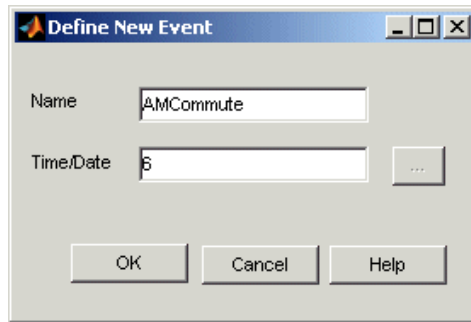 Define New Event
Name AMCommute
Time/Date 6 ...
OK Cancel Help